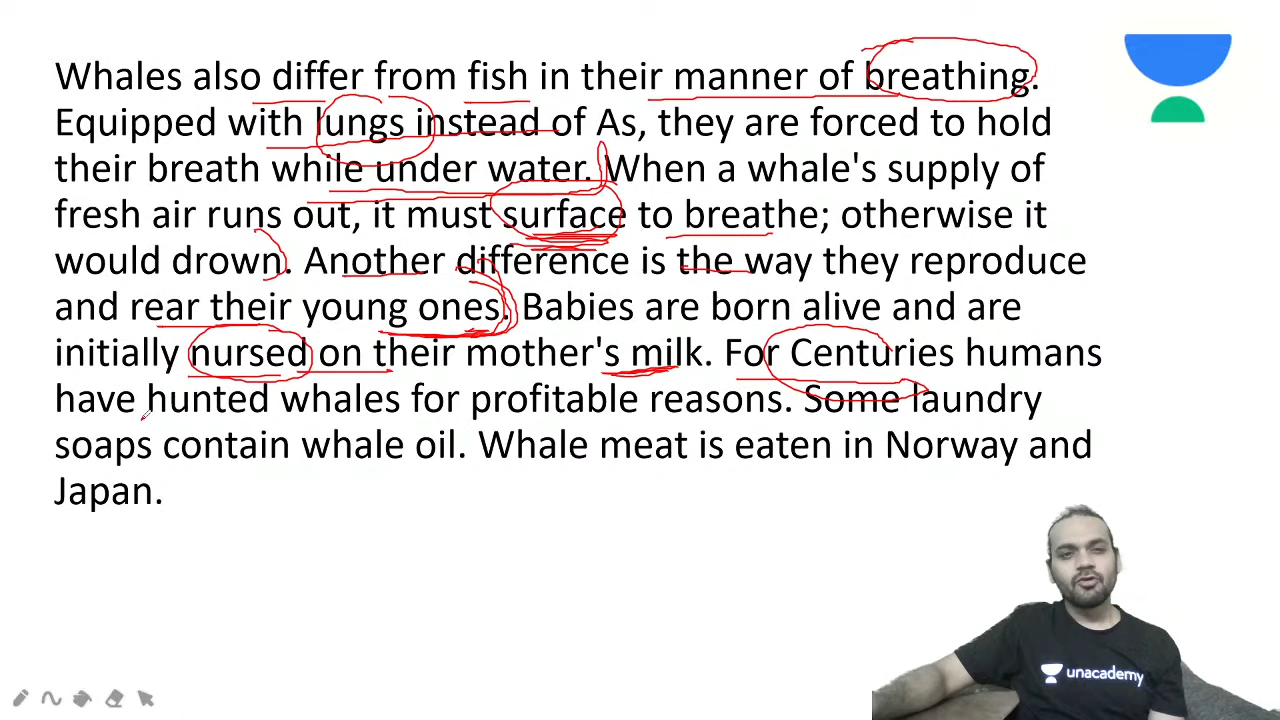 Whales also differ from fish in their manner of breathing.
Equipped with lungs instead of As, they are forced to hold
their breath while under water. When a whale's supply of
fresh air runs out, it must surface to breathe; otherwise it
would drown. Another difference is the way they reproduce
and rear their young ones. Babies are born alive and are
initially nursed on their mother's milk. For Centuries humans
have hunted whales for profitable reasons. Some laundry
soaps contain whale oil. Whale meat is eaten in Norway and
Japan.
unacademy